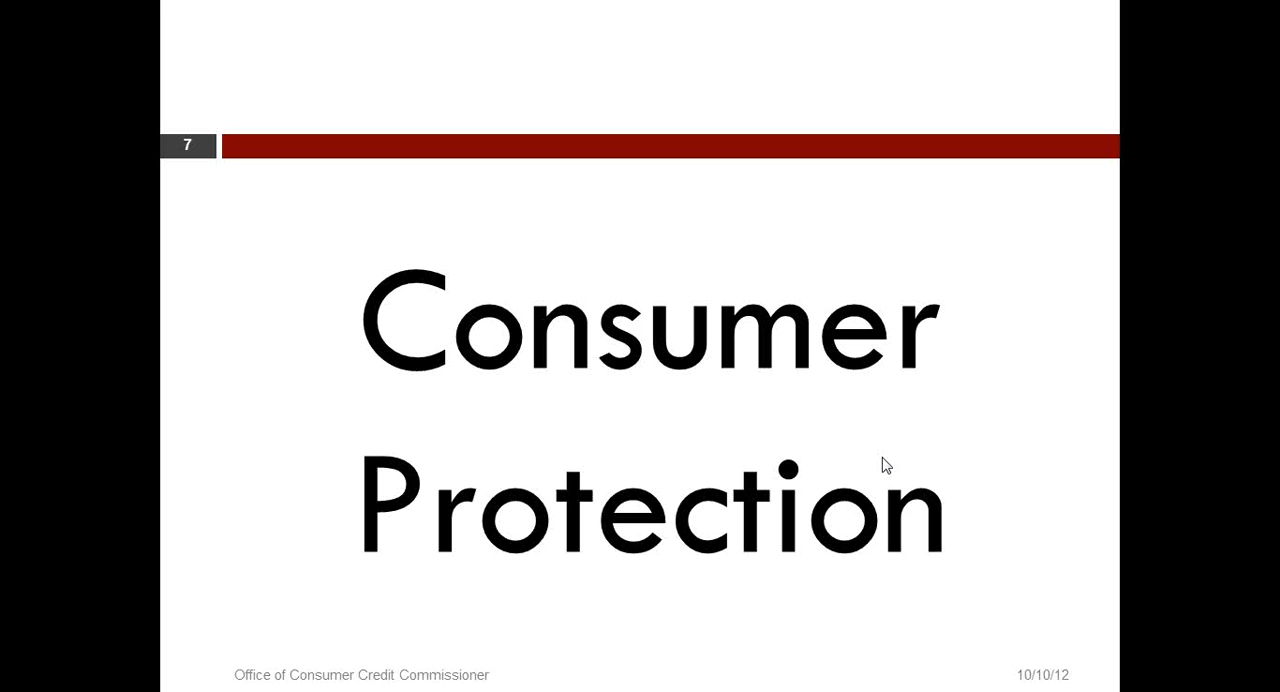 7
Consumer
Protection
Office of Consumer Credit Commissioner
10/10/12